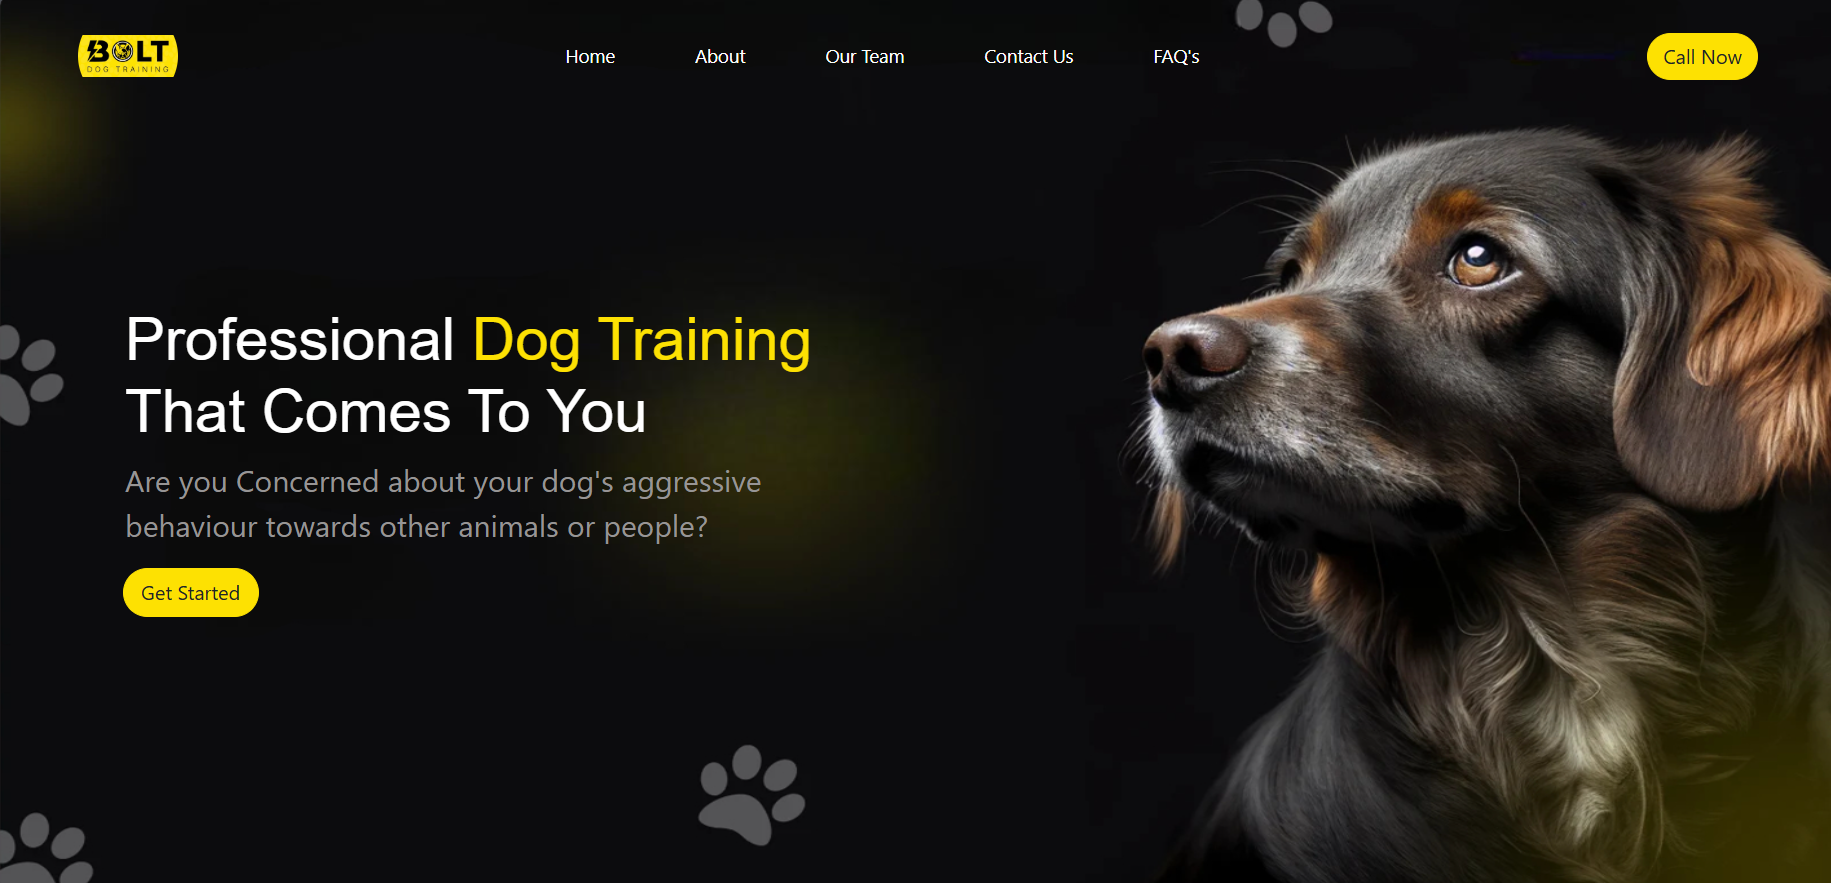 BOLT
DOG TRAINING
Home
About
Our Team
Contact Us
FAQ's
Call Now
Professional Dog Training
That Comes To You
Are you Concerned about your dog's aggressive
behaviour towards other animals or people?
Get Started